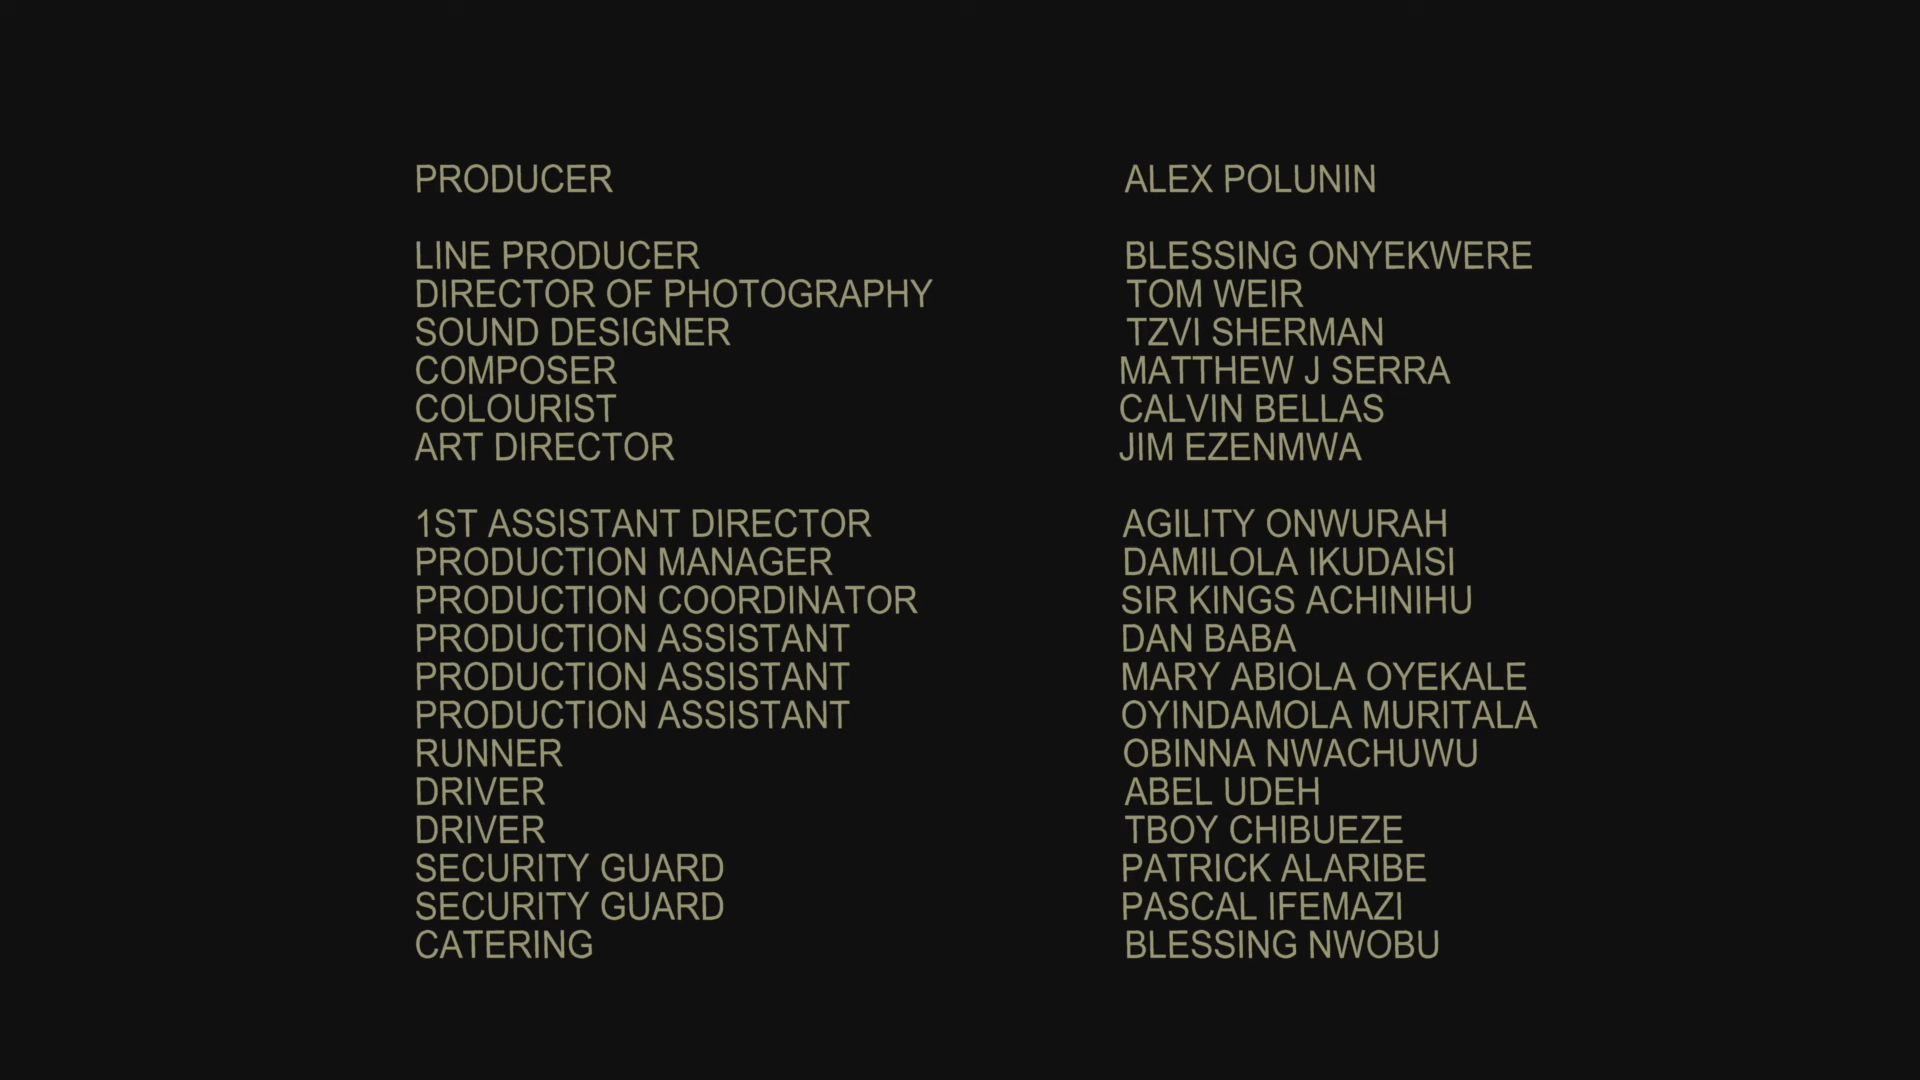 PRODUCER ALEX POLUNIN
LINE PRODUCER BLESSING ONYEKWERE
DIRECTOR OF PHOTOGRAPHY TOM WEIR
SOUND DESIGNER TZVI SHERMAN
COMPOSER MATTHEW J SERRA
COLOURIST CALVIN BELLAS
ART DIRECTOR JIM EZENMWA
1ST ASSISTANT DIRECTOR AGILITY ONWURAH
PRODUCTION MANAGER DAMILOLA IKUDAISI
PRODUCTION COORDINATOR SIR KINGS ACHINIHU
PRODUCTION ASSISTANT DAN BABA
PRODUCTION ASSISTANT MARY ABIOLA OYEKALE
PRODUCTION ASSISTANT OYINDAMOLA MURITALA
RUNNER OBINNA NWACHUWU
DRIVER ABEL UDEH
DRIVER TBOY CHIBUEZE
SECURITY GUARD PATRICK ALARIBE
SECURITY GUARD PASCAL IFEMAZI
CATERING BLESSING NWOBU